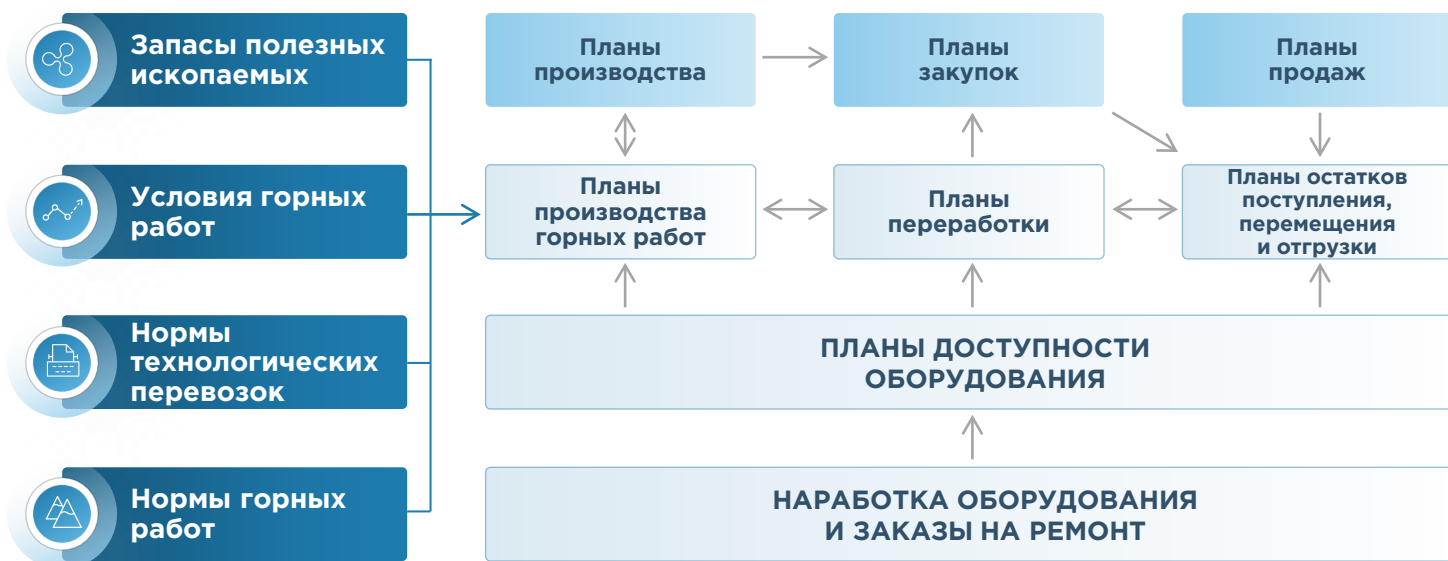 Запасы полезных
ископаемых
Планы
производства
Планы
закупок
Планы
продаж
Условия горных
работ
Планы
производства
горных работ
Планы
переработки
Планы остатков
поступления,
перемещения
и отгрузки
Нормы
технологических
перевозок
ПЛАНЫ ДОСТУПНОСТИ
ОБОРУДОВАНИЯ
Нормы горных
работ
НАРАБОТКА ОБОРУДОВАНИЯ
И ЗАКАЗЫ НА РЕМОНТ